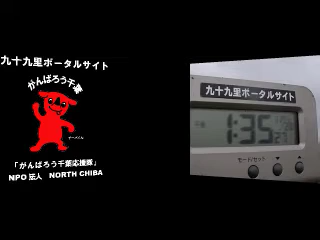 九十九里ポータルサイト
がんばろう千葉
「がんばろう千葉応援隊」
NPO 法人 NORTH CHIBA
九十九里ポータルサイト
1:35
モード/セット
▼
▲